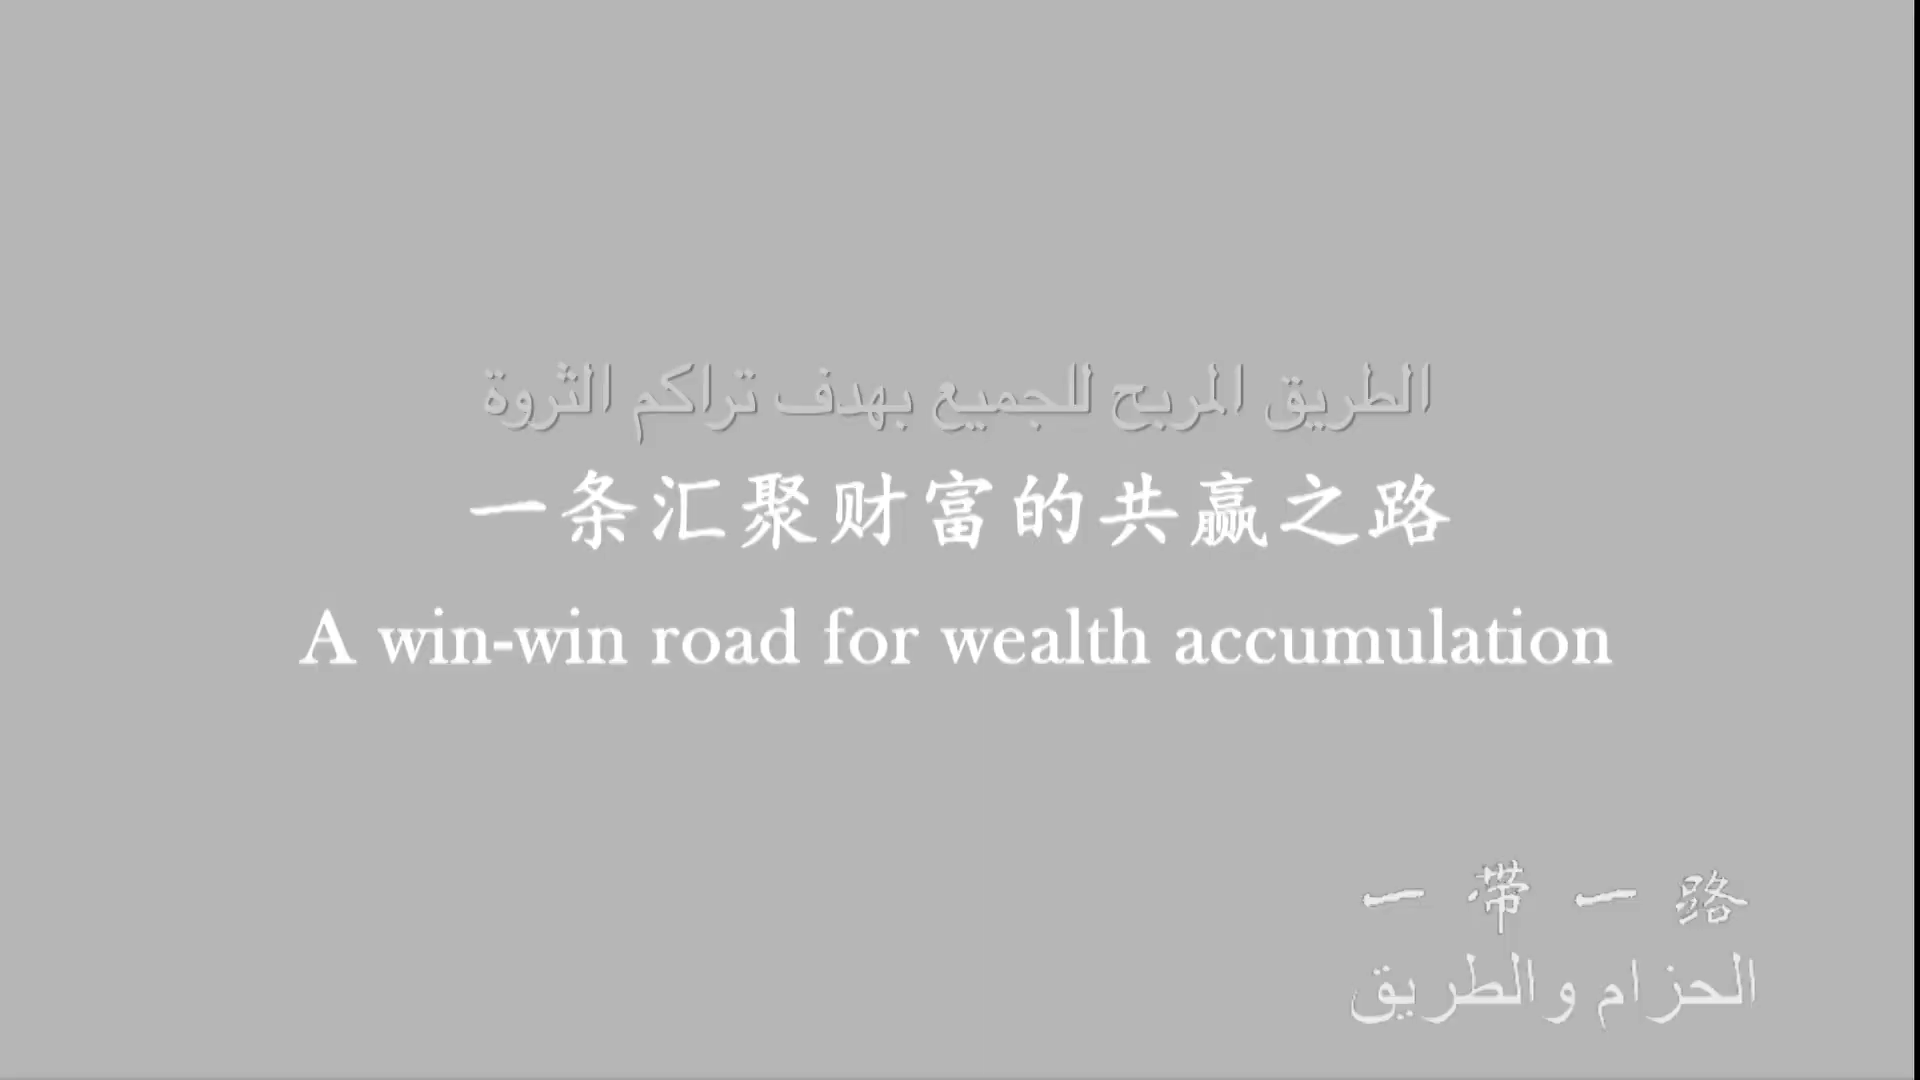 الطريق المربح للجميع بهدف تراكم الثروة
一条汇聚财富的共赢之路
A win-win road for wealth accumulation
一带一路
الحزام والطريق